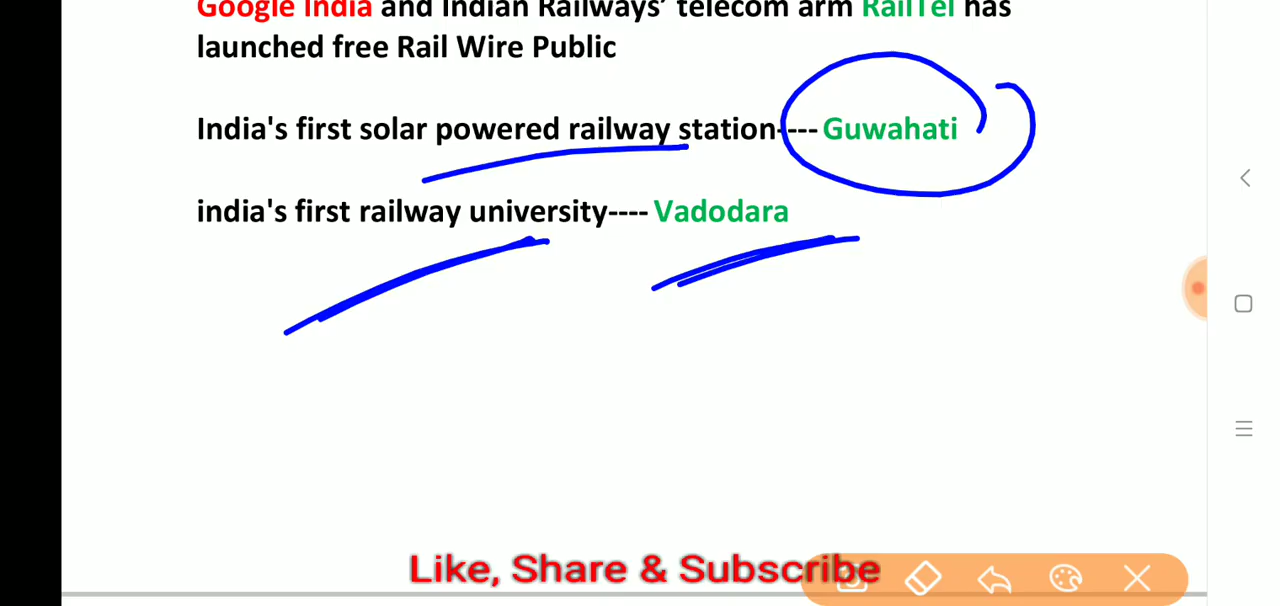 Google India and Indian Railways’ telecom arm RailTel has
launched free Rail Wire Public
India's first solar powered railway station----Guwahati
india's first railway university----Vadodara
Like, Share & Subscribe